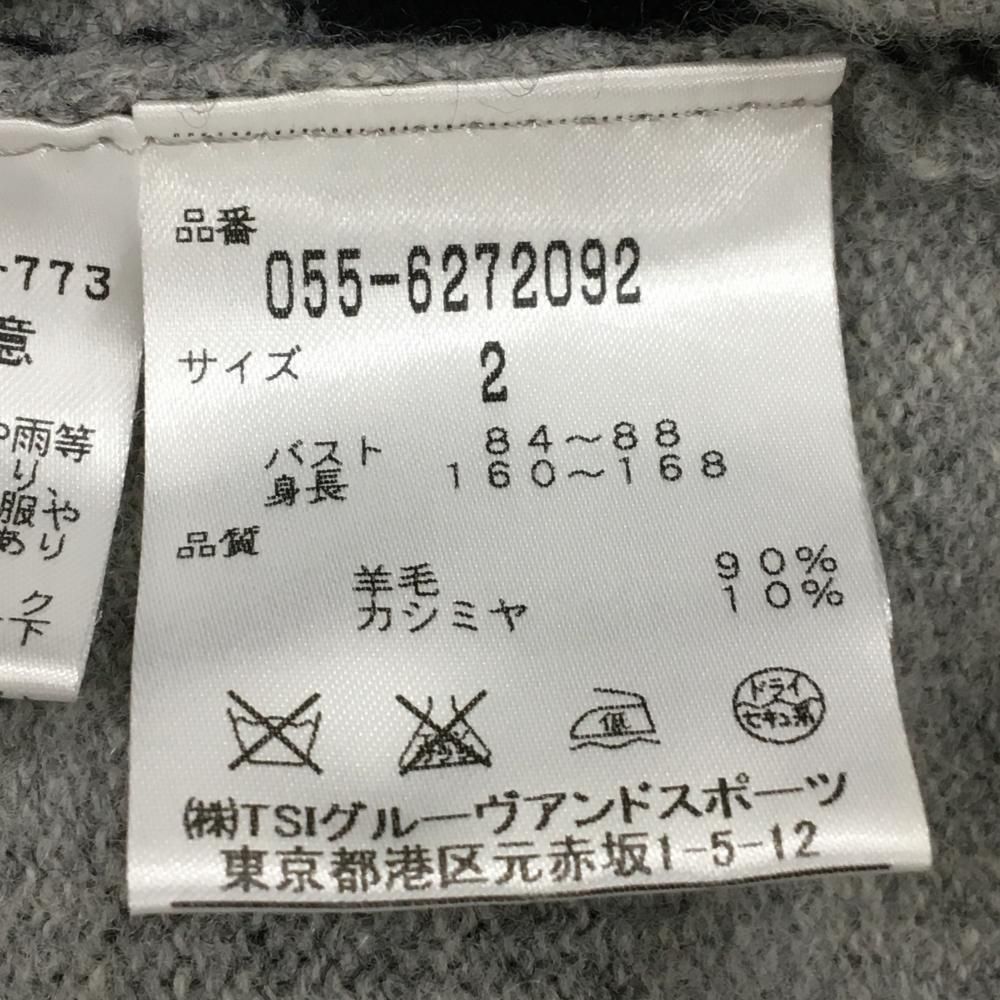 -773
意
や雨等
り
服や
あり
ク
下
品番
055-6272092
サイズ 2
バスト 84〜88
身長 160〜168
品質
羊毛 90%
カシミヤ 10%
低
ドライ
セキユ系
㈱TSIグルーヴアンドスポーツ
東京都港区元赤坂1-5-12